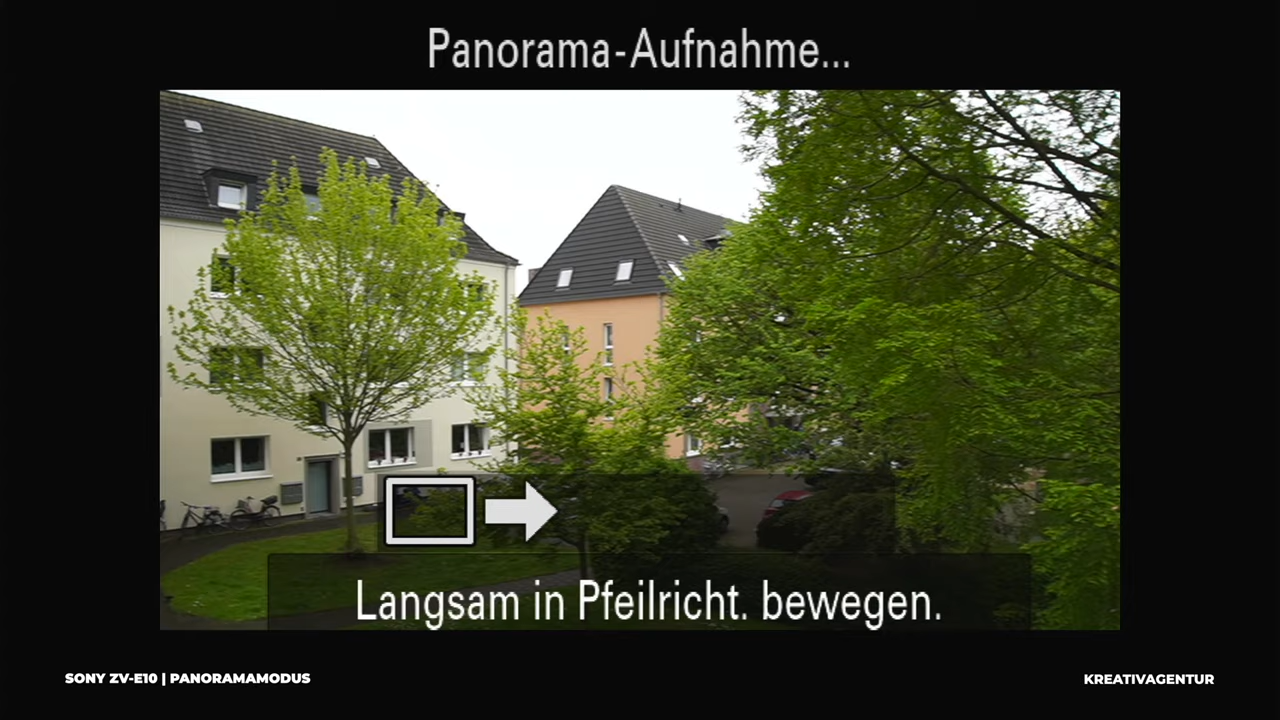 Panorama-Aufnahme...
Langsam in Pfeilricht. bewegen.
SONY ZV-E10 | PANORAMAMODUS
KREATIVAGENTUR